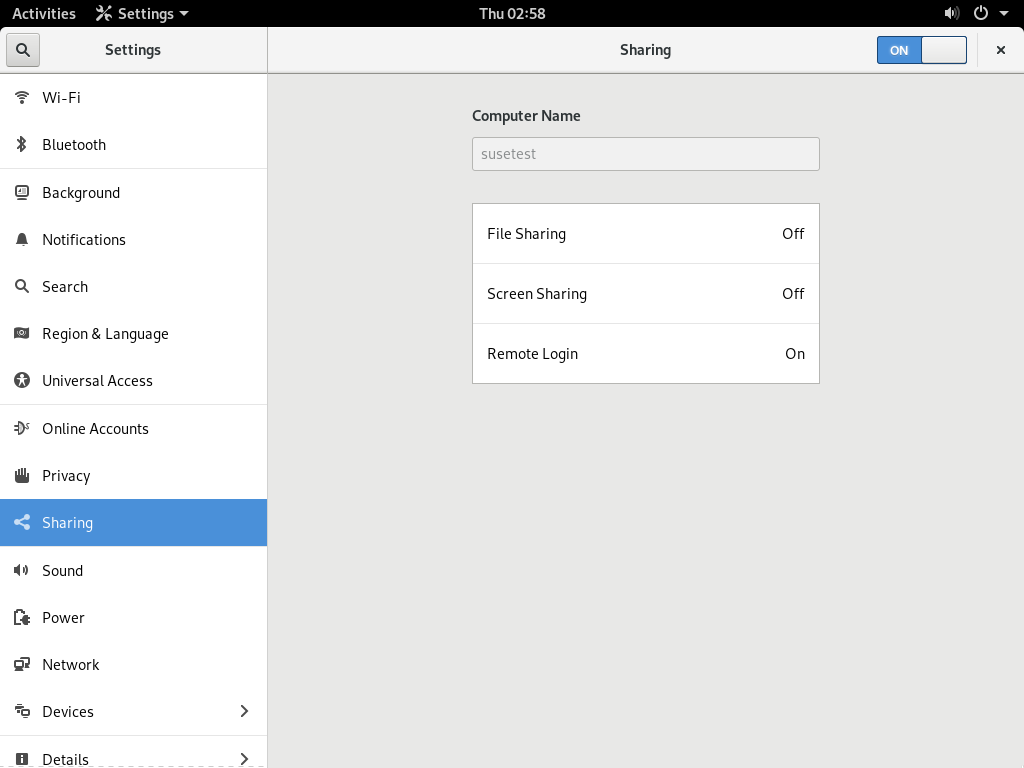 Activities Settings Thu 02:58
Settings Sharing ON
Wi-Fi
Bluetooth
Background
Notifications
Search
Region & Language
Universal Access
Online Accounts
Privacy
Sharing
Sound
Power
Network
Devices
Details
Computer Name
susetest
File Sharing Off
Screen Sharing Off
Remote Login On